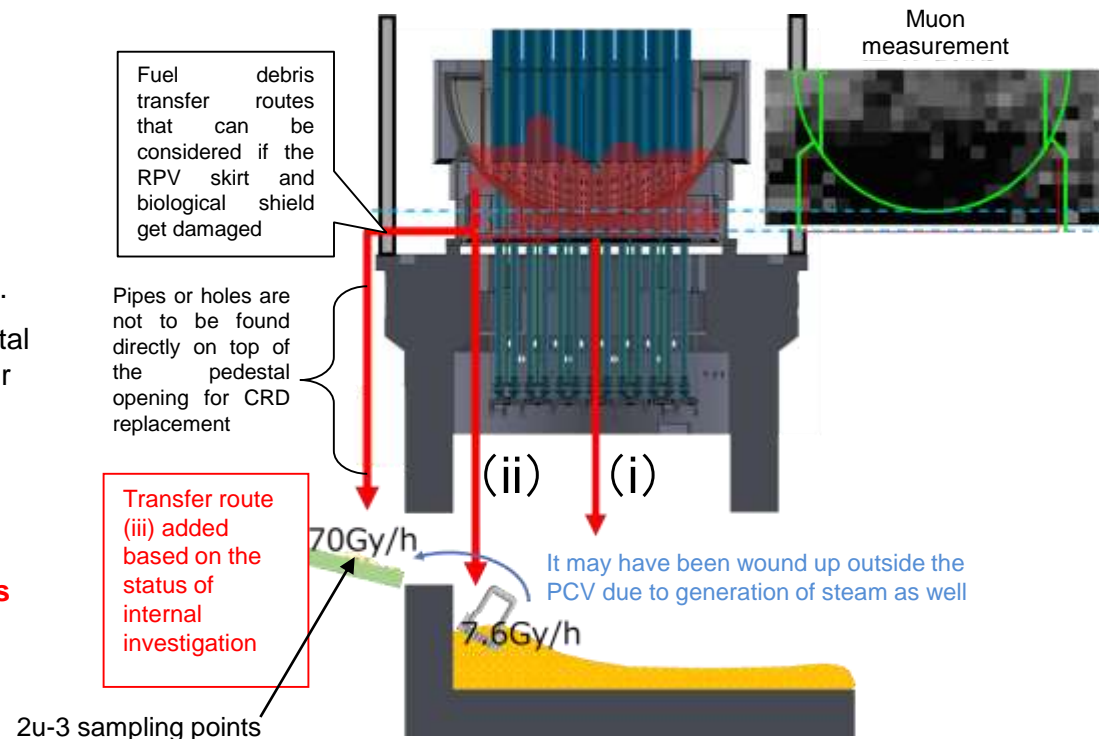 Muon
measurement
Fuel debris
transfer routes
that can be
considered if the
RPV skirt and
biological shield
get damaged
.
tal
r
Pipes or holes are
not to be found
directly on top of
the pedestal
opening for CRD
replacement
(ii)
(i)
Transfer route
(iii) added
based on the
status of
internal
investigation
s
70Gy/h
It may have been wound up outside the
PCV due to generation of steam as well
7.6Gy/h
2u-3 sampling points